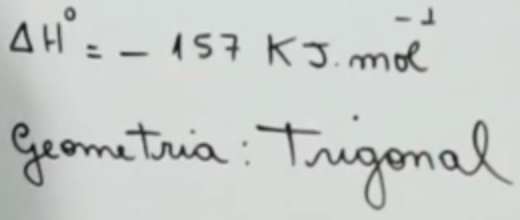 ΔH° = - 157 KJ.mol⁻¹
Geometria: Trigonal